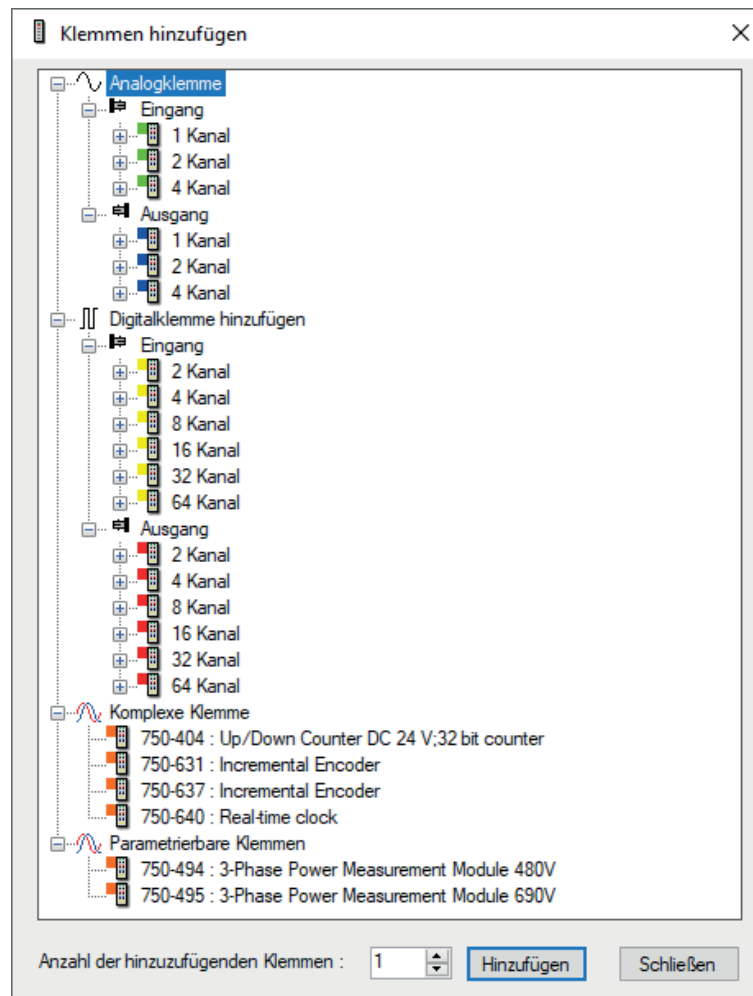 Klemmen hinzufügen
Analogklemme
Eingang
1 Kanal
2 Kanal
4 Kanal
Ausgang
1 Kanal
2 Kanal
4 Kanal
Digitalklemme hinzufügen
Eingang
2 Kanal
4 Kanal
8 Kanal
16 Kanal
32 Kanal
64 Kanal
Ausgang
2 Kanal
4 Kanal
8 Kanal
16 Kanal
32 Kanal
64 Kanal
Komplexe Klemme
750-404 : Up/Down Counter DC 24 V;32 bit counter
750-631 : Incremental Encoder
750-637 : Incremental Encoder
750-640 : Real-time clock
Parametrierbare Klemmen
750-494 : 3-Phase Power Measurement Module 480V
750-495 : 3-Phase Power Measurement Module 690V
Anzahl der hinzuzufügenden Klemmen : 1 Hinzufügen Schließen